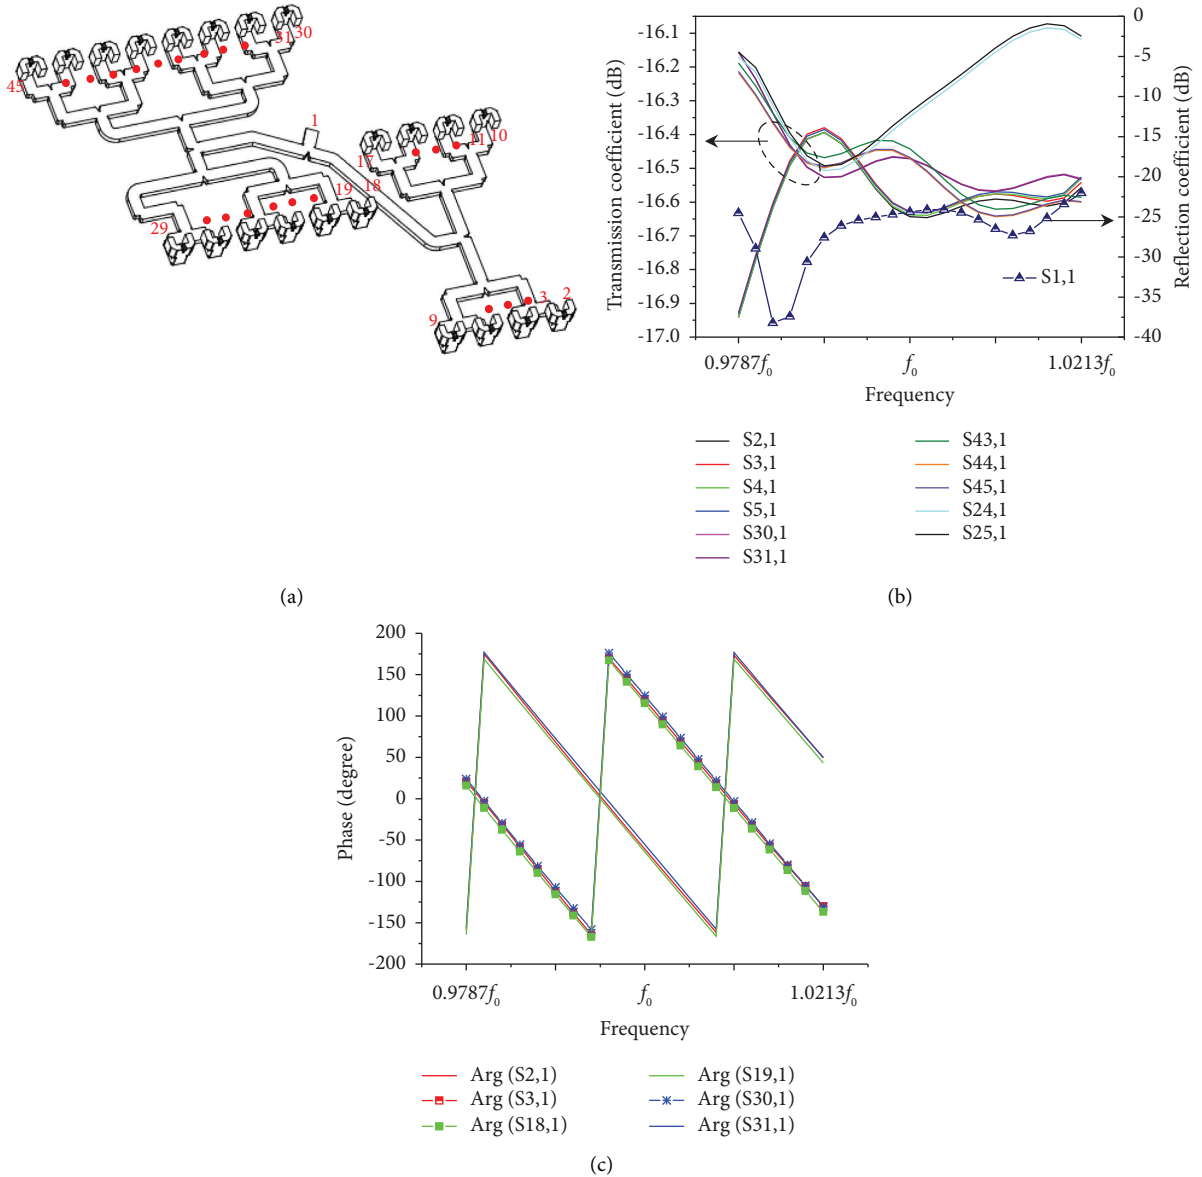 45
31
30
1
17
11
10
29
19
18
9
3
2
(a)
Transmission coefficient (dB)
-16.1
-16.2
-16.3
-16.4
-16.5
-16.6
-16.7
-16.8
-16.9
-17.0
0
-5
-10
-15
-20
-25
-30
-35
-40
Reflection coefficient (dB)
S1,1
0.9787f0
f0
1.0213f0
Frequency
S2,1
S3,1
S4,1
S5,1
S30,1
S31,1
S43,1
S44,1
S45,1
S24,1
S25,1
(b)
Phase (degree)
200
150
100
50
0
-50
-100
-150
-200
0.9787f0
f0
1.0213f0
Frequency
Arg (S2,1)
Arg (S3,1)
Arg (S18,1)
Arg (S19,1)
Arg (S30,1)
Arg (S31,1)
(c)